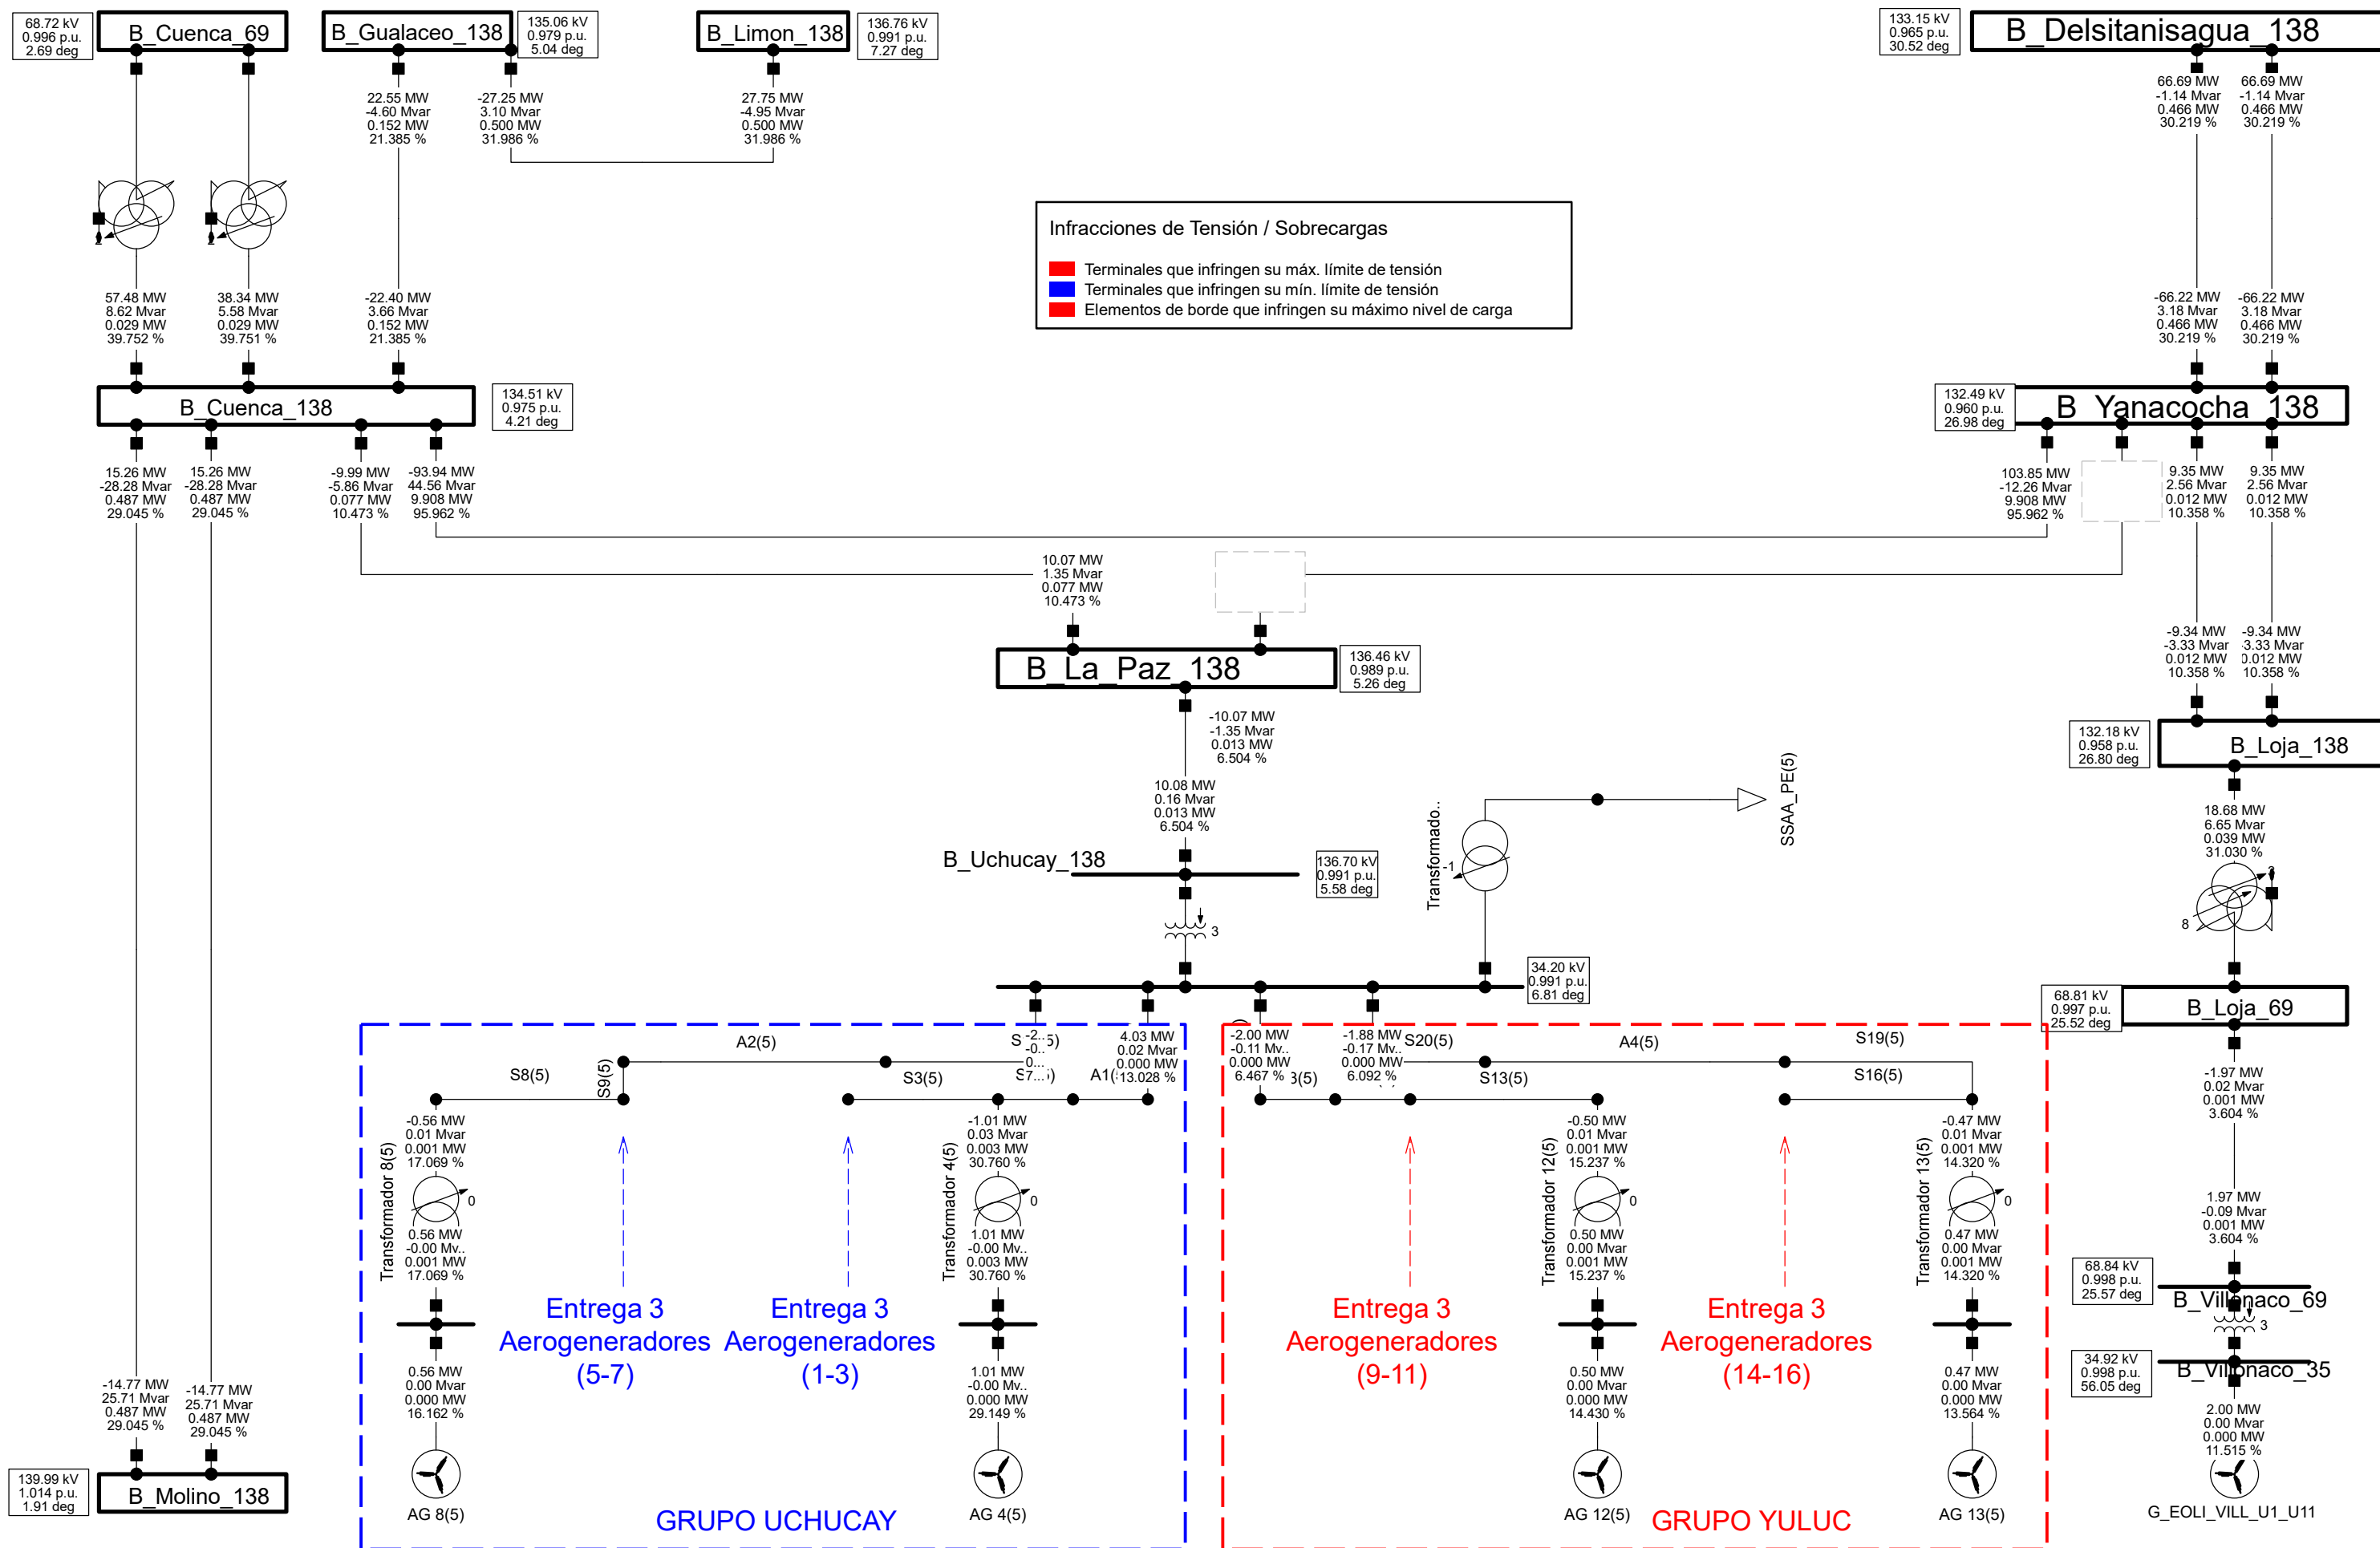 68.72 kV
0.996 p.u.
2.69 deg
B_Cuenca_69
B_Gualaceo_138
135.06 kV
0.979 p.u.
5.04 deg
B_Limon_138
136.76 kV
0.991 p.u.
7.27 deg
133.15 kV
0.965 p.u.
30.52 deg
B_Delsitanisagua_138
22.55 MW
-4.60 Mvar
0.152 MW
21.385 %
-27.25 MW
3.10 Mvar
0.500 MW
31.986 %
27.75 MW
-4.95 Mvar
0.500 MW
31.986 %
66.69 MW
-1.14 Mvar
0.466 MW
30.219 %
66.69 MW
-1.14 Mvar
0.466 MW
30.219 %
Infracciones de Tensión / Sobrecargas
Terminales que infringen su máx. límite de tensión
Terminales que infringen su mín. límite de tensión
Elementos de borde que infringen su máximo nivel de carga
57.48 MW
8.62 Mvar
0.029 MW
39.752 %
38.34 MW
5.58 Mvar
0.029 MW
39.751 %
-22.40 MW
3.66 Mvar
0.152 MW
21.385 %
-66.22 MW
3.18 Mvar
0.466 MW
30.219 %
-66.22 MW
3.18 Mvar
0.466 MW
30.219 %
B_Cuenca_138
134.51 kV
0.975 p.u.
4.21 deg
132.49 kV
0.960 p.u.
26.98 deg
B_Yanacocha_138
15.26 MW
-28.28 Mvar
0.487 MW
29.045 %
15.26 MW
-28.28 Mvar
0.487 MW
29.045 %
-9.99 MW
-5.86 Mvar
0.077 MW
10.473 %
-93.94 MW
44.56 Mvar
9.908 MW
95.962 %
103.85 MW
-12.26 Mvar
9.908 MW
95.962 %
9.35 MW
2.56 Mvar
0.012 MW
10.358 %
9.35 MW
2.56 Mvar
0.012 MW
10.358 %
10.07 MW
1.35 Mvar
0.077 MW
10.473 %
B_La_Paz_138
136.46 kV
0.989 p.u.
5.26 deg
-9.34 MW
-3.33 Mvar
0.012 MW
10.358 %
-9.34 MW
-3.33 Mvar
0.012 MW
10.358 %
-10.07 MW
-1.35 Mvar
0.013 MW
6.504 %
132.18 kV
0.958 p.u.
26.80 deg
B_Loja_138
10.08 MW
0.16 Mvar
0.013 MW
6.504 %
Transformado..
-1
SSAA_PE(5)
18.68 MW
6.65 Mvar
0.039 MW
31.030 %
B_Uchucay_138
136.70 kV
0.991 p.u.
5.58 deg
3
8
34.20 kV
0.991 p.u.
6.81 deg
68.81 kV
0.997 p.u.
25.52 deg
B_Loja_69
A2(5)
S8(5)
S9(5)
S3(5)
-2...
-0...
0...
7...
A1(
4.03 MW
0.02 Mvar
0.000 MW
13.028 %
-2.00 MW
-0.11 Mv..
0.000 MW
6.467 %
-1.88 MW
-0.17 Mv..
0.000 MW
6.092 %
S20(5)
A4(5)
S19(5)
S13(5)
S16(5)
-1.97 MW
0.02 Mvar
0.001 MW
3.604 %
Transformador 8(5)
-0.56 MW
0.01 Mvar
0.001 MW
17.069 %
0
0.56 MW
-0.00 Mv..
0.001 MW
17.069 %
Transformador 4(5)
-1.01 MW
0.03 Mvar
0.003 MW
30.760 %
0
1.01 MW
-0.00 Mv..
0.003 MW
30.760 %
Transformador 12(5)
-0.50 MW
0.01 Mvar
0.001 MW
15.237 %
0
0.50 MW
0.00 Mvar
0.001 MW
15.237 %
Transformador 13(5)
-0.47 MW
0.01 Mvar
0.001 MW
14.320 %
0
0.47 MW
0.00 Mvar
0.001 MW
14.320 %
1.97 MW
-0.09 Mvar
0.001 MW
3.604 %
68.84 kV
0.998 p.u.
25.57 deg
B_Villonaco_69
3
Entrega 3
Aerogeneradores
(5-7)
Entrega 3
Aerogeneradores
(1-3)
Entrega 3
Aerogeneradores
(9-11)
Entrega 3
Aerogeneradores
(14-16)
34.92 kV
0.998 p.u.
56.05 deg
B_Villonaco_35
-14.77 MW
25.71 Mvar
0.487 MW
29.045 %
-14.77 MW
25.71 Mvar
0.487 MW
29.045 %
0.56 MW
0.00 Mvar
0.000 MW
16.162 %
1.01 MW
-0.00 Mv..
0.000 MW
29.149 %
0.50 MW
0.00 Mvar
0.000 MW
14.430 %
0.47 MW
0.00 Mvar
0.000 MW
13.564 %
2.00 MW
0.00 Mvar
0.000 MW
11.515 %
139.99 kV
1.014 p.u.
1.91 deg
B_Molino_138
AG 8(5)
GRUPO UCHUCAY
AG 4(5)
AG 12(5)
GRUPO YULUC
AG 13(5)
G_EOLI_VILL_U1_U11